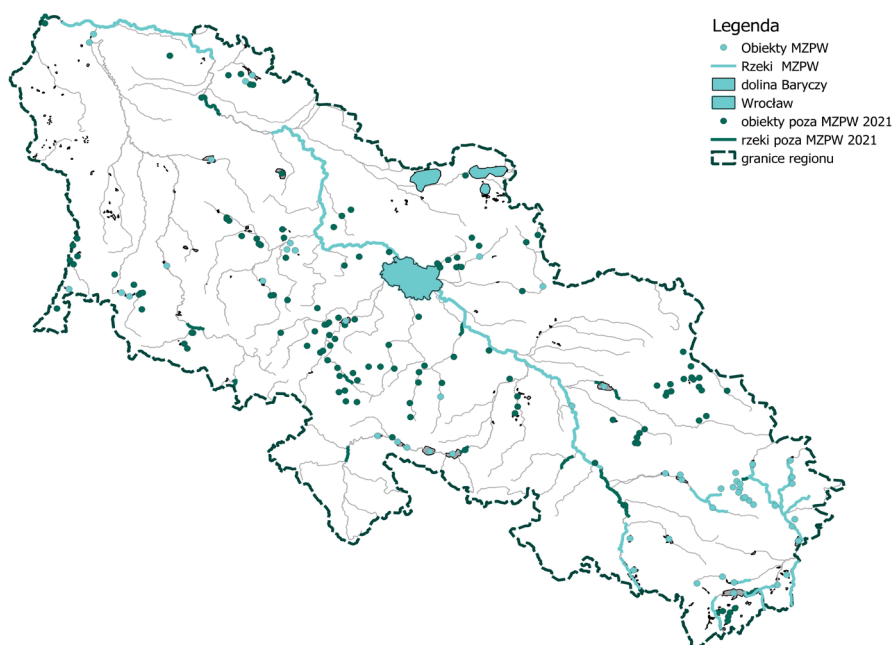 Legenda
Obiekty MZPW
Rzeki MZPW
dolina Baryczy
Wrocław
obiekty poza MZPW 2021
rzeki poza MZPW 2021
granice regionu